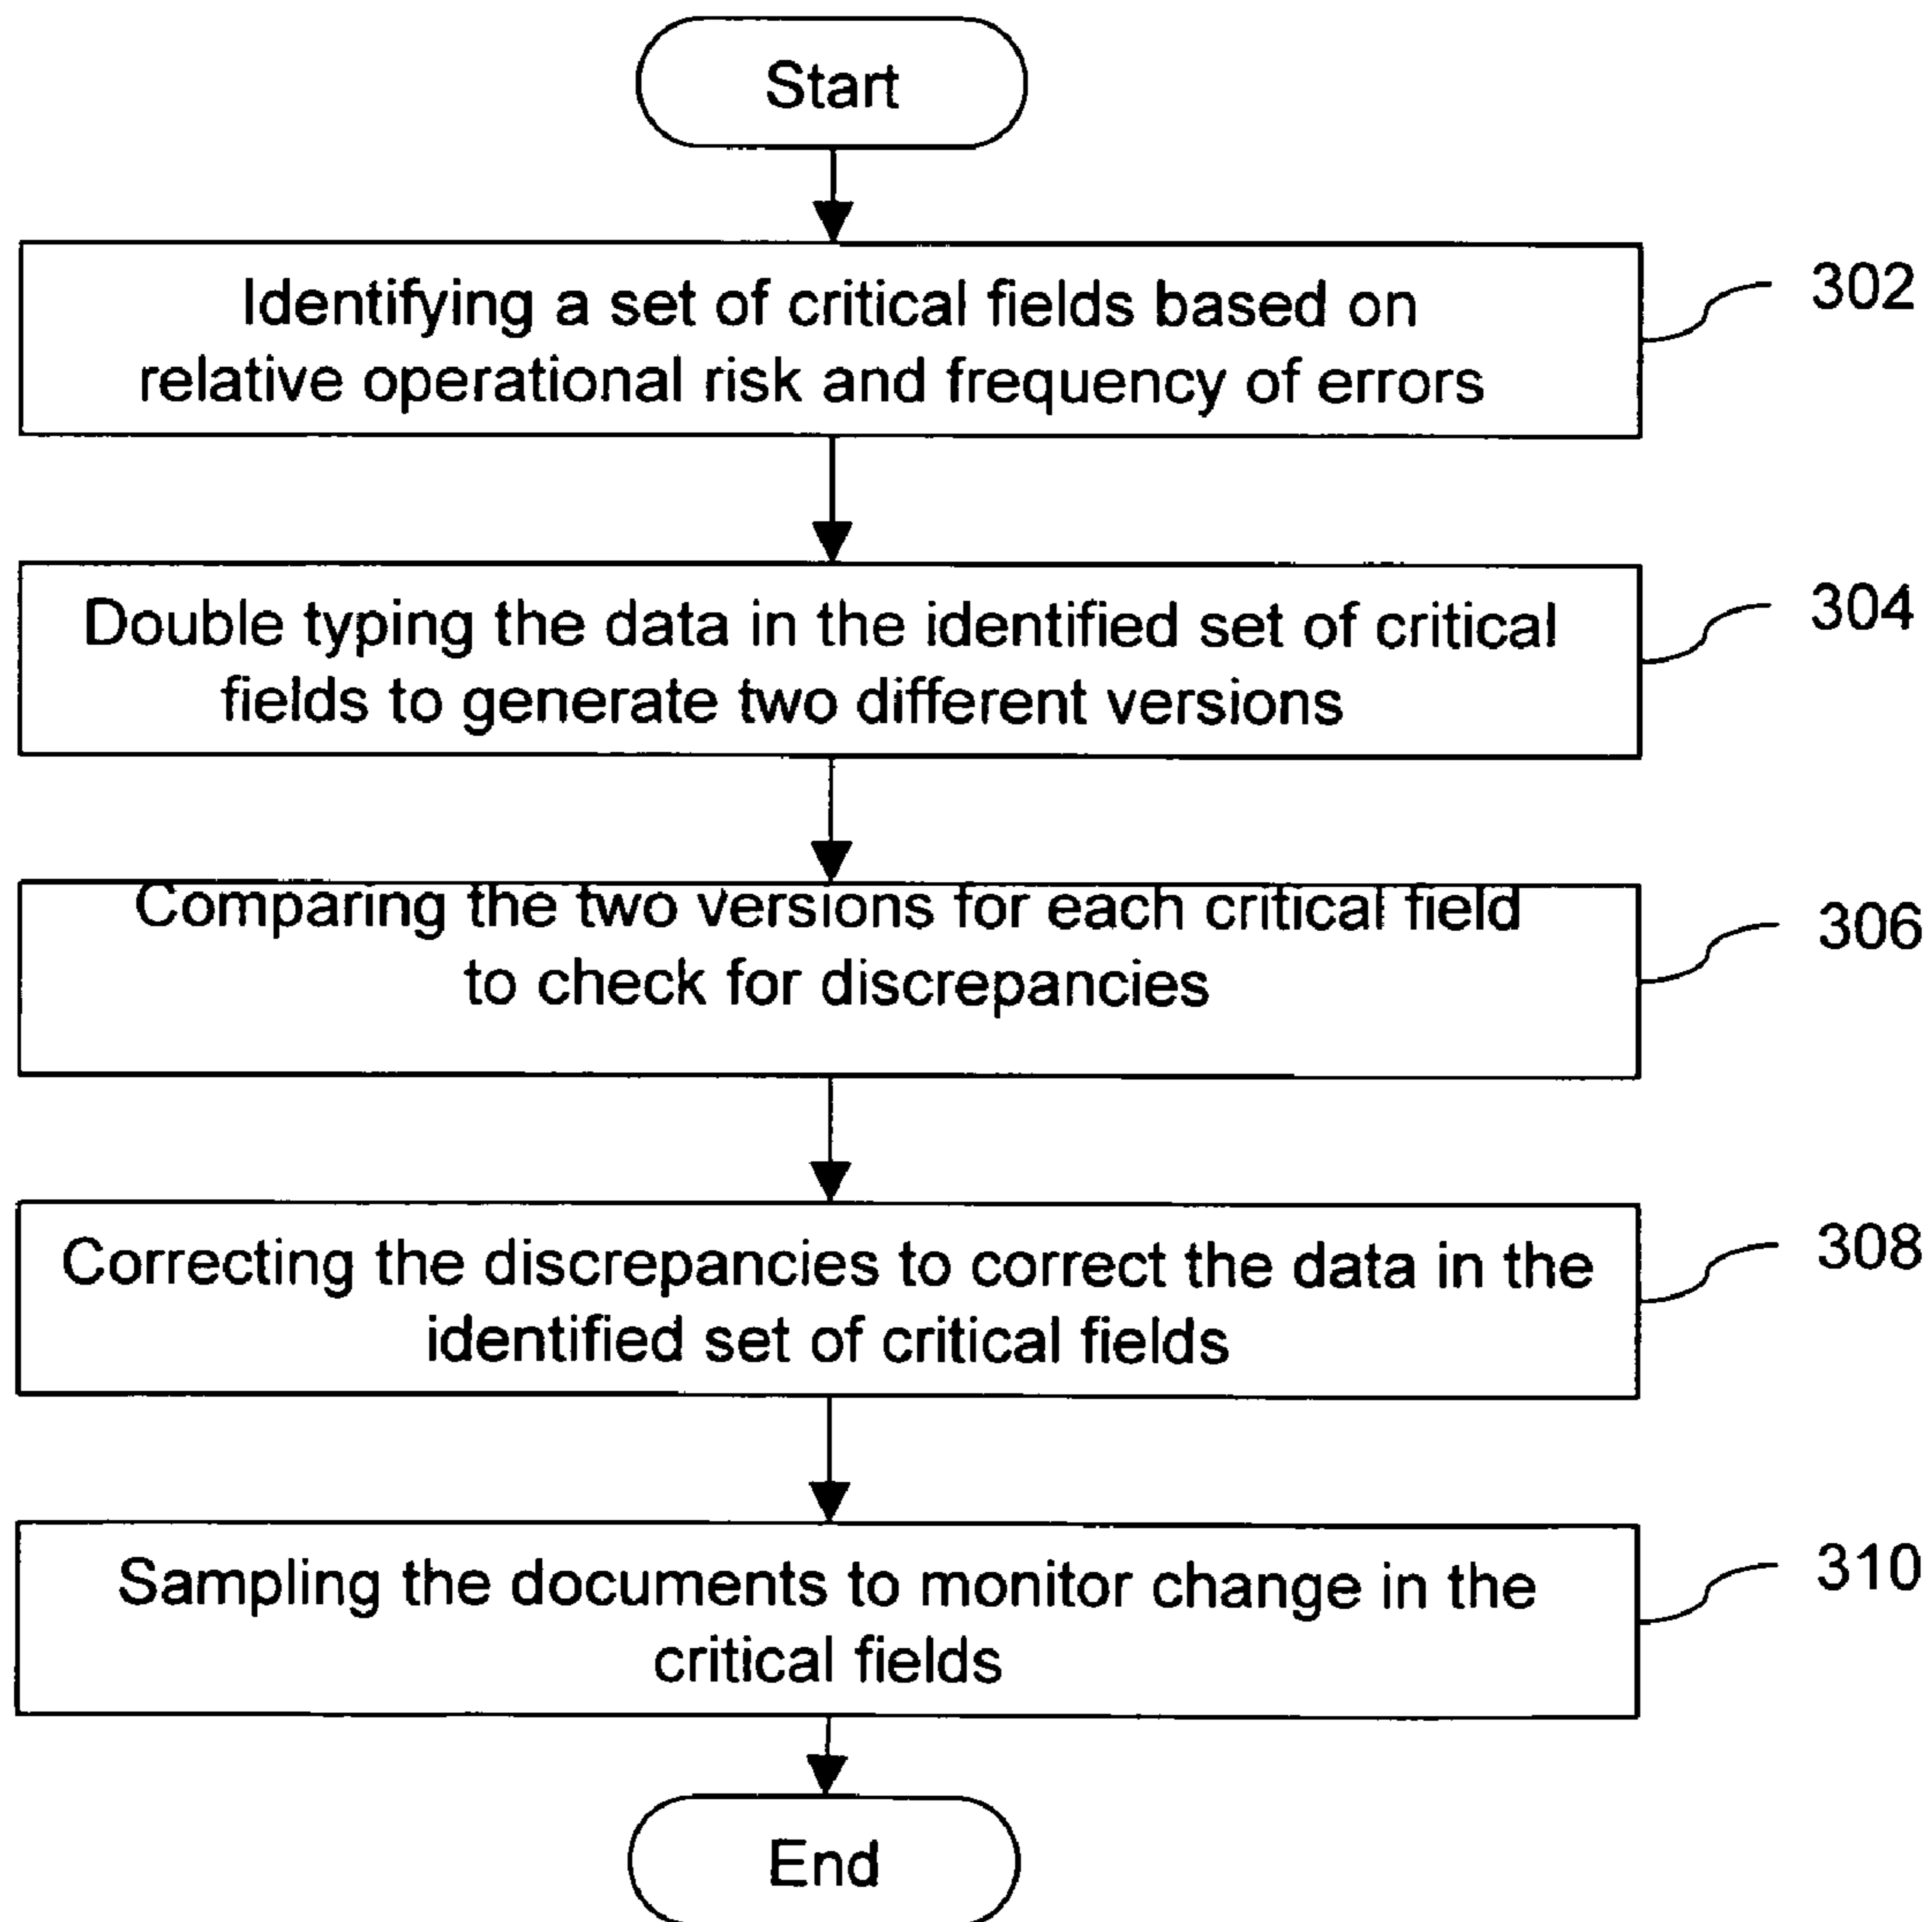 Start
Identifying a set of critical fields based on
relative operational risk and frequency of errors
302
Double typing the data in the identified set of critical
fields to generate two different versions
304
Comparing the two versions for each critical field
to check for discrepancies
306
Correcting the discrepancies to correct the data in the
identified set of critical fields
308
Sampling the documents to monitor change in the
critical fields
310
End